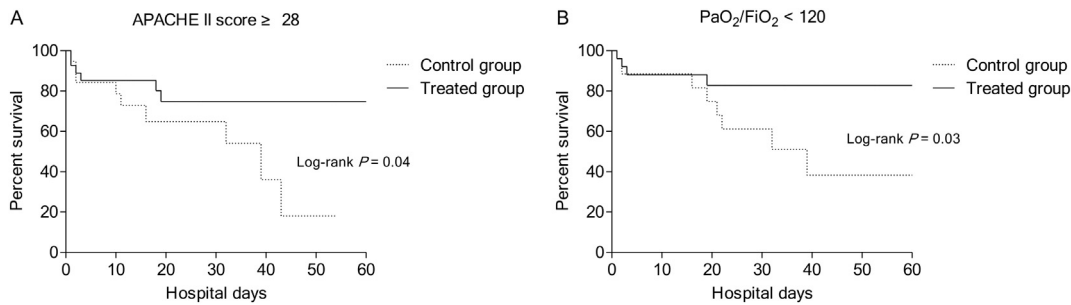 A
APACHE II score ≥ 28
100
80
60
40
20
0
Percent survival
0 10 20 30 40 50 60
Hospital days
Control group
Treated group
Log-rank P = 0.04
B
PaO₂/FiO₂ < 120
100
80
60
40
20
0
Percent survival
0 10 20 30 40 50 60
Hospital days
Control group
Treated group
Log-rank P = 0.03